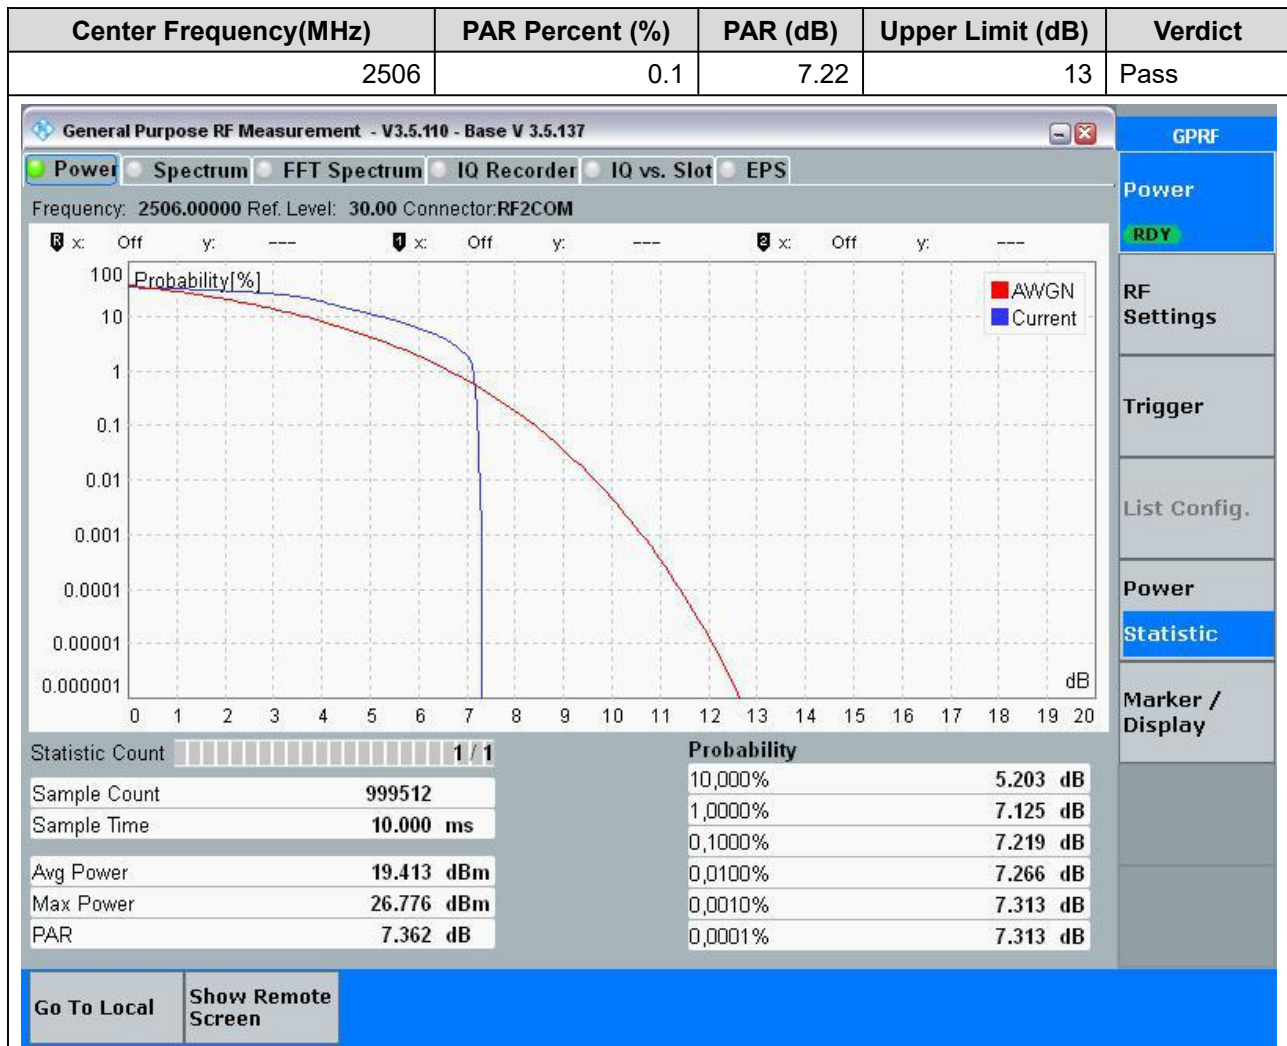 Center Frequency(MHz) PAR Percent (%) PAR (dB) Upper Limit (dB) Verdict
2506 0.1 7.22 13 Pass
General Purpose RF Measurement - V3.5.110 - Base V 3.5.137
GPRF
Power Spectrum FFT Spectrum IQ Recorder IQ vs. Slot EPS
Frequency: 2506.00000 Ref. Level: 30.00 Connector:RF2COM
R x: Off y: --- 1 x: Off y: --- 2 x: Off y: ---
Probability[%]
AWGN
Current
100
10
1
0.1
0.01
0.001
0.0001
0.00001
0.000001
dB
0 1 2 3 4 5 6 7 8 9 10 11 12 13 14 15 16 17 18 19 20
Statistic Count 1 / 1
Sample Count 999512
Sample Time 10.000 ms
Avg Power 19.413 dBm
Max Power 26.776 dBm
PAR 7.362 dB
Probability
10,000% 5.203 dB
1,0000% 7.125 dB
0,1000% 7.219 dB
0,0100% 7.266 dB
0,0010% 7.313 dB
0,0001% 7.313 dB
Power
RDY
RF
Settings
Trigger
List Config.
Power
Statistic
Marker /
Display
Go To Local
Show Remote
Screen